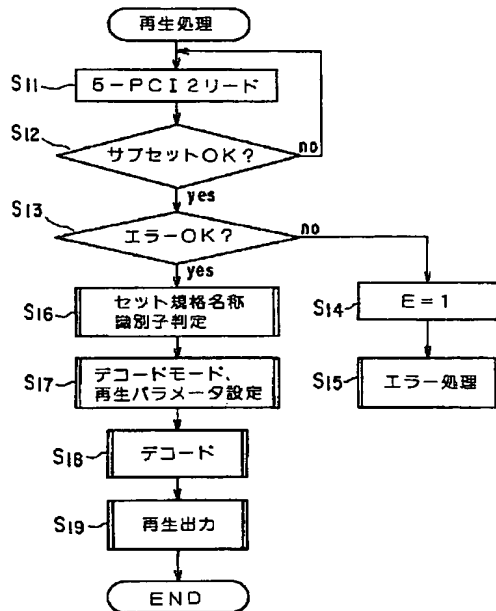 再生処理
S11
5-PCI2リード
S12
サブセットOK?
no
yes
S13
エラーOK?
no
yes
S16
セット規格名称
識別子判定
S14
E=1
S17
デコードモード、
再生パラメータ設定
S15
エラー処理
S18
デコード
S19
再生出力
END